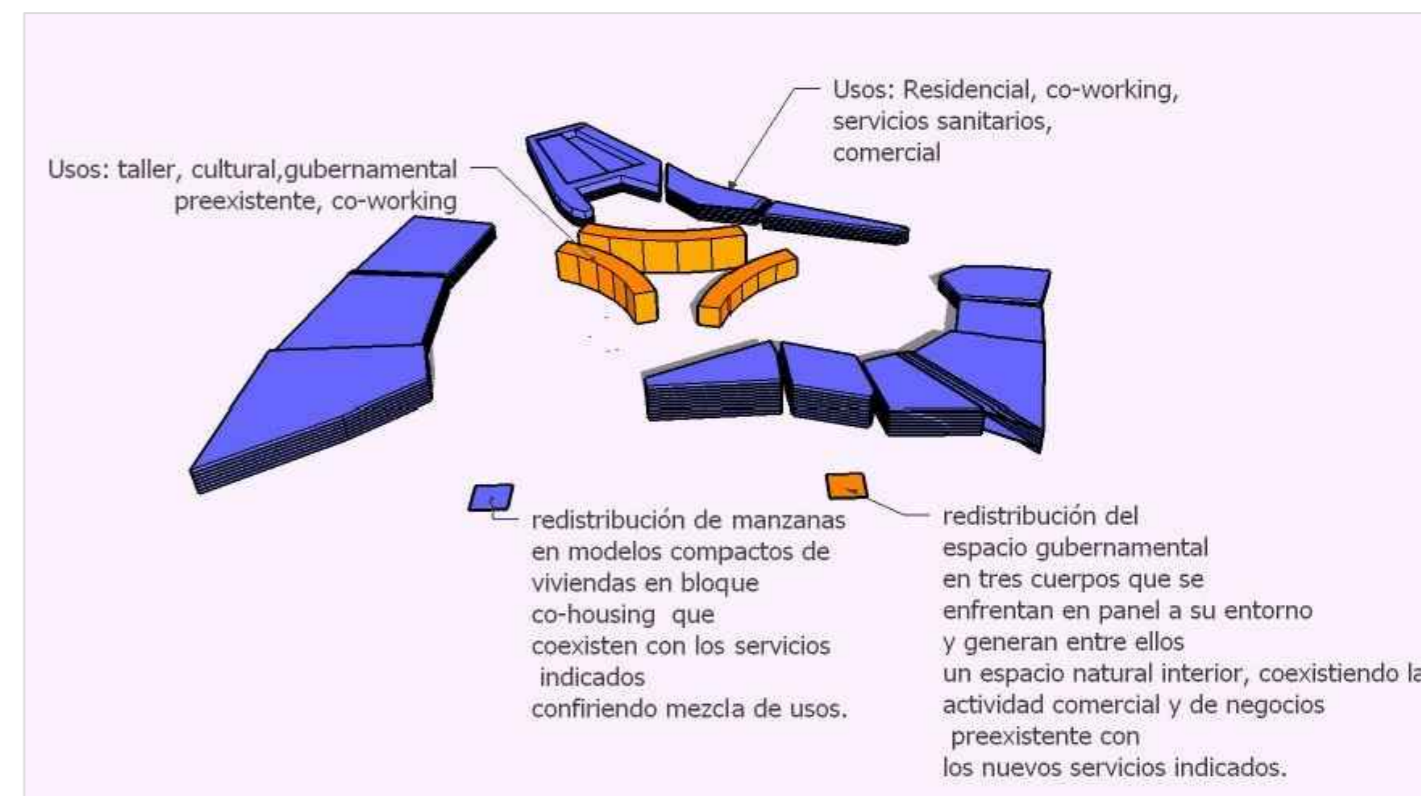 Usos: Residencial, co-working,
servicios sanitarios,
comercial
Usos: taller, cultural,gubernamental
preexistente, co-working
redistribución de manzanas
en modelos compactos de
viviendas en bloque
co-housing que
coexisten con los servicios
indicados
confiriendo mezcla de usos.
redistribución del
espacio gubernamental
en tres cuerpos que se
enfrentan en panel a su entorno
y generan entre ellos
un espacio natural interior, coexistiendo la
actividad comercial y de negocios
preexistente con
los nuevos servicios indicados.